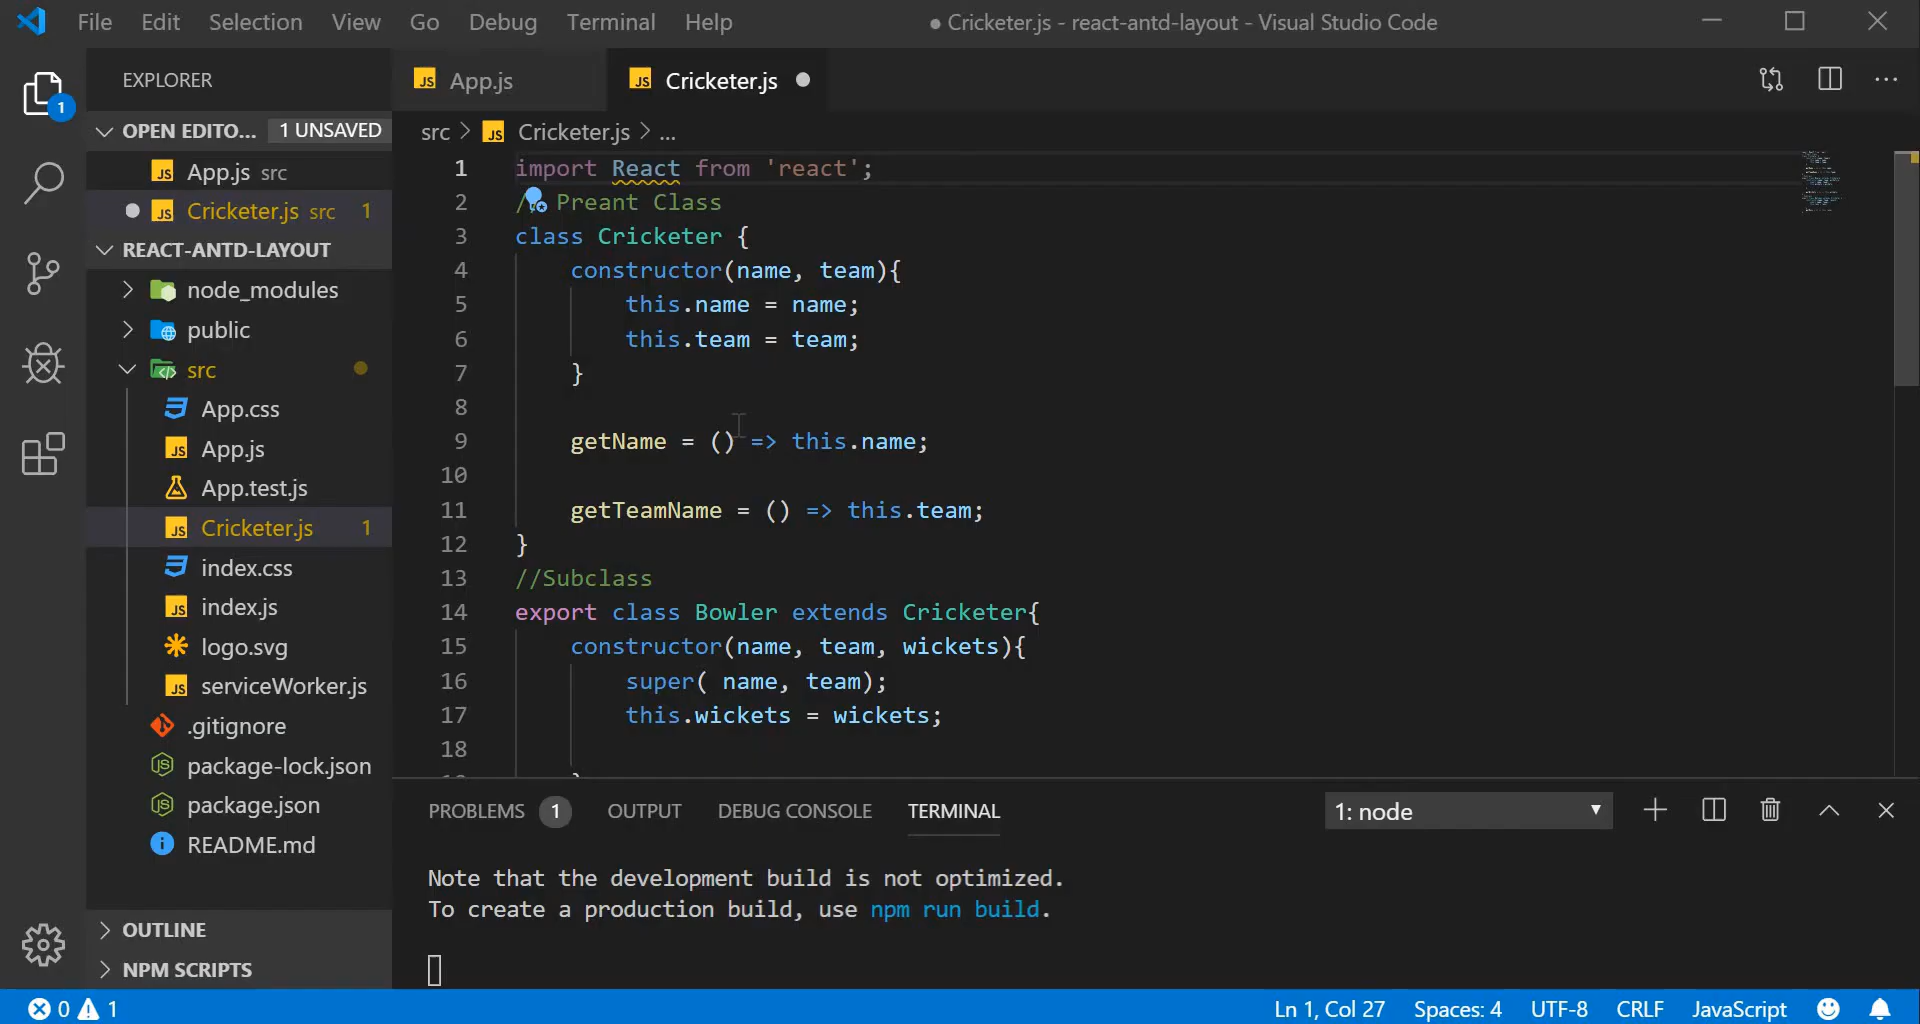 File Edit Selection View Go Debug Terminal Help
● Cricketer.js - react-antd-layout - Visual Studio Code
1
EXPLORER
OPEN EDITO... 1 UNSAVED
JS App.js src
JS Cricketer.js src 1
REACT-ANTD-LAYOUT
node_modules
public
src
App.css
JS App.js
App.test.js
JS Cricketer.js 1
index.css
JS index.js
logo.svg
JS serviceWorker.js
.gitignore
package-lock.json
package.json
README.md
OUTLINE
NPM SCRIPTS
JS App.js JS Cricketer.js
src > JS Cricketer.js > ...
1 import React from 'react';
2 // Preant Class
3 class Cricketer {
4 constructor(name, team){
5 this.name = name;
6 this.team = team;
7 }
8
9 getName = () => this.name;
10
11 getTeamName = () => this.team;
12 }
13 //Subclass
14 export class Bowler extends Cricketer{
15 constructor(name, team, wickets){
16 super( name, team);
17 this.wickets = wickets;
18
PROBLEMS 1 OUTPUT DEBUG CONSOLE TERMINAL 1: node
Note that the development build is not optimized.
To create a production build, use npm run build.
0 1 Ln 1, Col 27 Spaces: 4 UTF-8 CRLF JavaScript